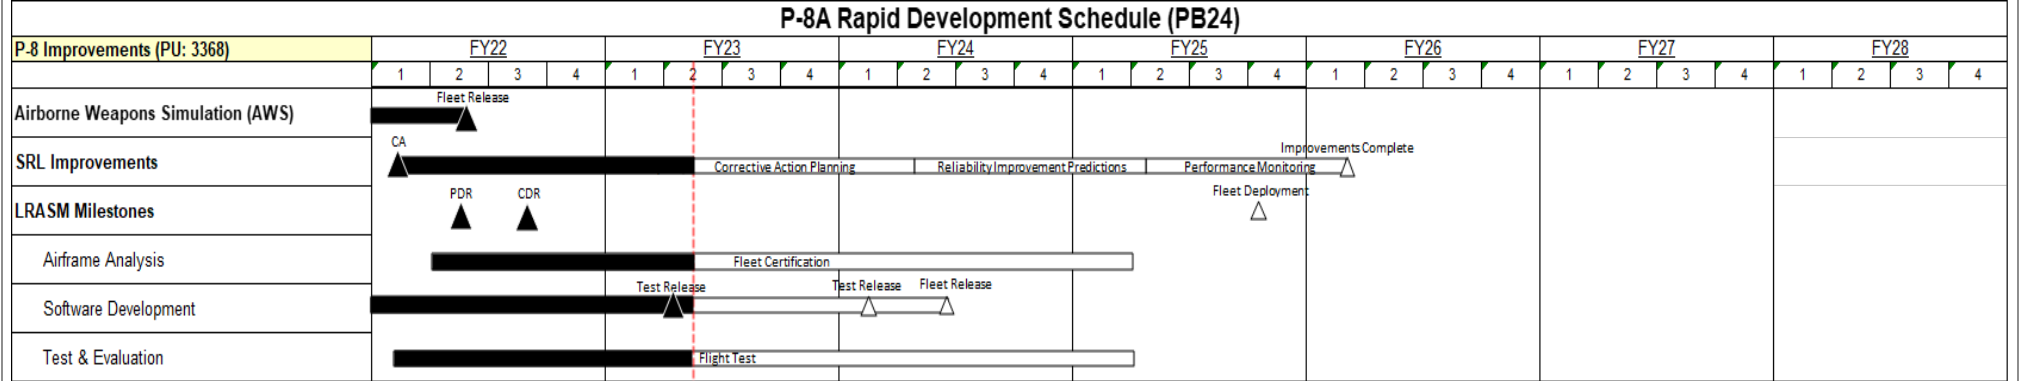 P-8A Rapid Development Schedule (PB24)
P-8 Improvements (PU: 3368) FY22 FY23 FY24 FY25 FY26 FY27 FY28
1 2 3 4 1 2 3 4 1 2 3 4 1 2 3 4 1 2 3 4 1 2 3 4 1 2 3 4
Fleet Release
Airborne Weapons Simulation (AWS)
CA Improvements Complete
SRL Improvements Corrective Action Planning Reliability Improvement Predictions Performance Monitoring
PDR CDR Fleet Deployment
LRASM Milestones
Airframe Analysis Fleet Certification
Test Release Test Release Fleet Release
Software Development
Test & Evaluation Flight Test